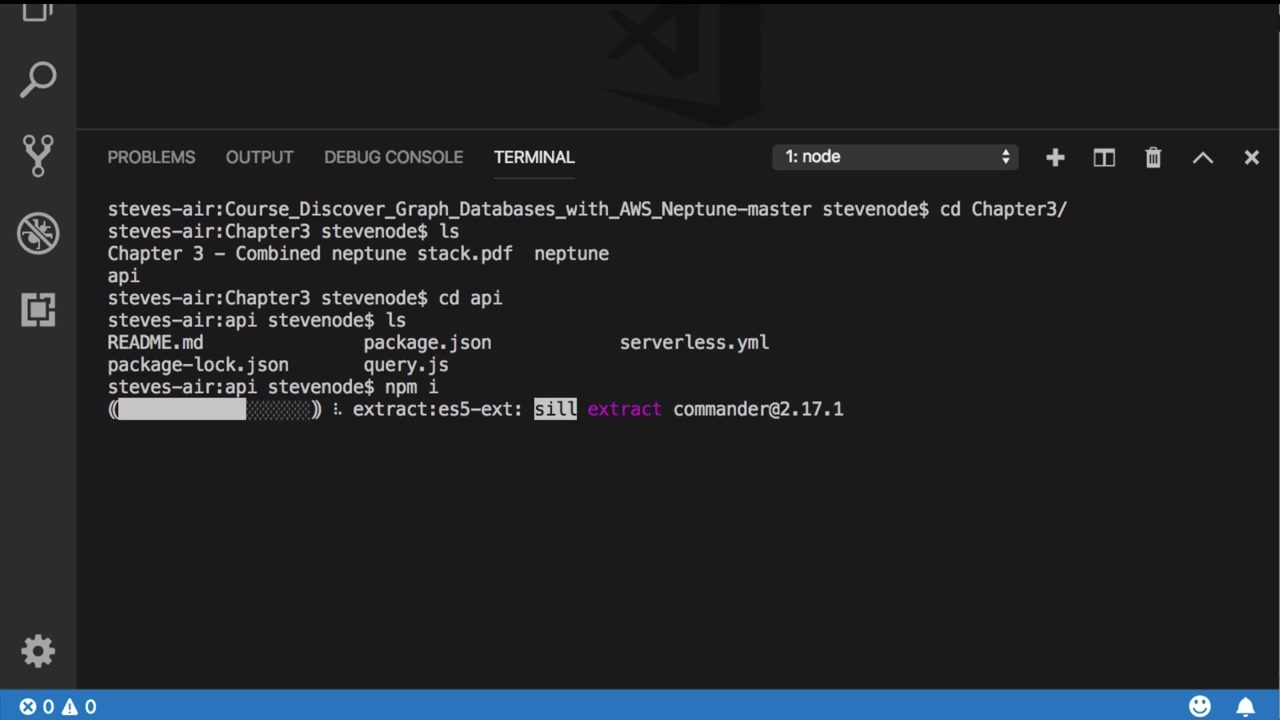 PROBLEMS OUTPUT DEBUG CONSOLE TERMINAL 1: node
steves-air:Course_Discover_Graph_Databases_with_AWS_Neptune-master stevenode$ cd Chapter3/
steves-air:Chapter3 stevenode$ ls
Chapter 3 - Combined neptune stack.pdf neptune
api
steves-air:Chapter3 stevenode$ cd api
steves-air:api stevenode$ ls
README.md package.json serverless.yml
package-lock.json query.js
steves-air:api stevenode$ npm i
extract:es5-ext: sill extract commander@2.17.1
0 0